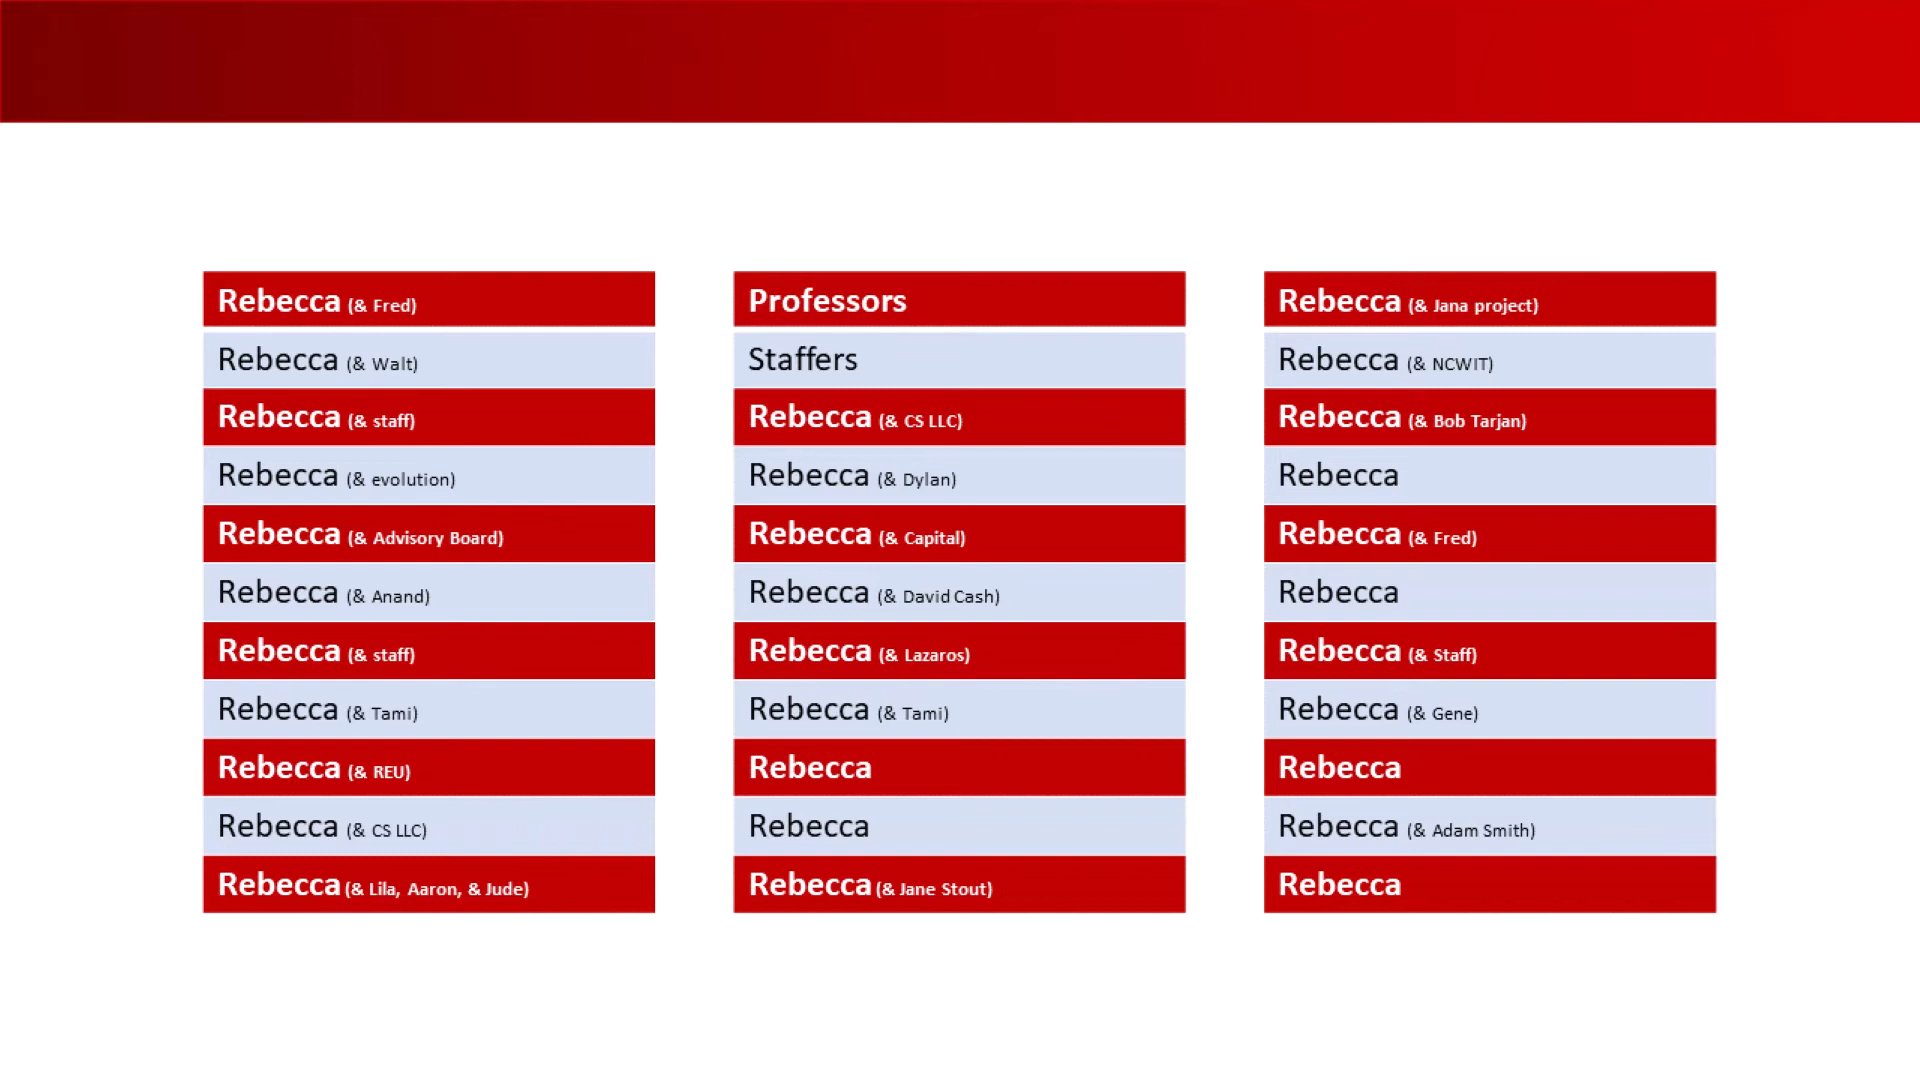 Rebecca (& Fred)
Rebecca (& Walt)
Rebecca (& staff)
Rebecca (& evolution)
Rebecca (& Advisory Board)
Rebecca (& Anand)
Rebecca (& staff)
Rebecca (& Tami)
Rebecca (& REU)
Rebecca (& CS LLC)
Rebecca (& Lila, Aaron, & Jude)
Professors
Staffers
Rebecca (& CS LLC)
Rebecca (& Dylan)
Rebecca (& Capital)
Rebecca (& David Cash)
Rebecca (& Lazaros)
Rebecca (& Tami)
Rebecca
Rebecca
Rebecca (& Jane Stout)
Rebecca (& Jana project)
Rebecca (& NCWIT)
Rebecca (& Bob Tarjan)
Rebecca
Rebecca (& Fred)
Rebecca
Rebecca (& Staff)
Rebecca (& Gene)
Rebecca
Rebecca (& Adam Smith)
Rebecca